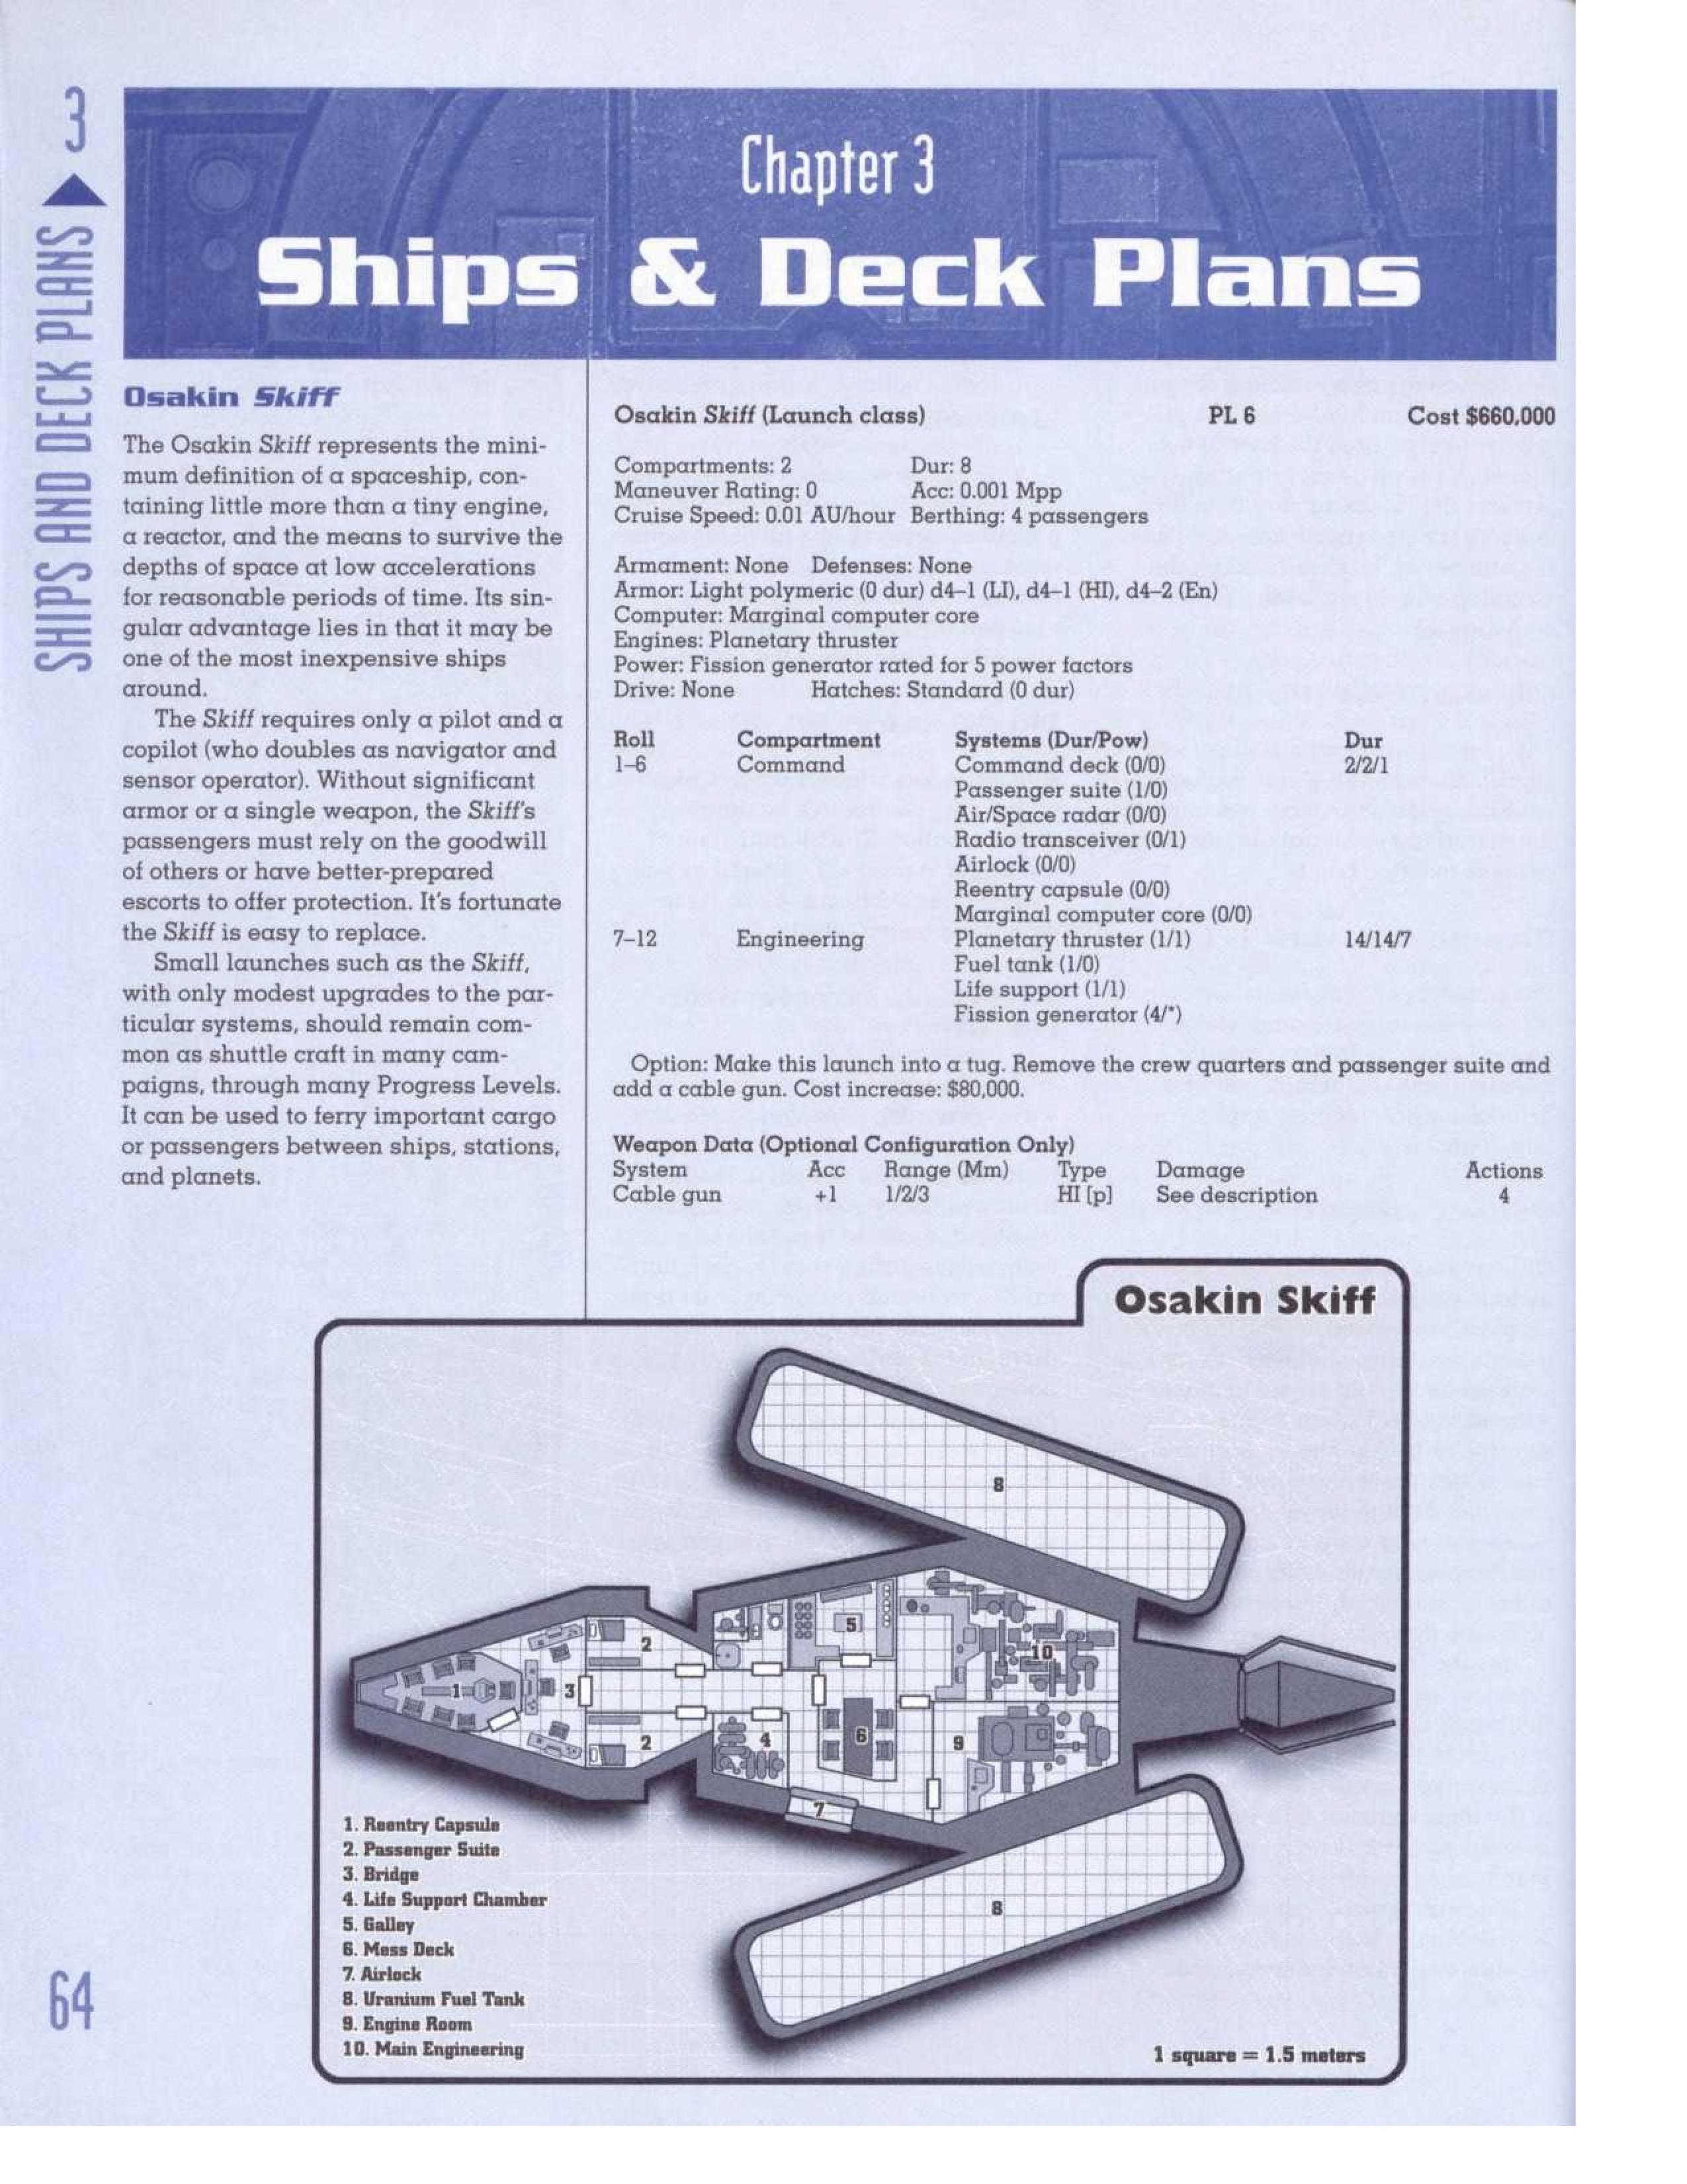 SHIPS AND DECK PLANS 3
Chapter 3
Ships & Deck Plans
Osakin Skiff
The Osakin Skiff represents the mini-
mum definition of a spaceship, con-
taining little more than a tiny engine,
a reactor, and the means to survive the
depths of space at low accelerations
for reasonable periods of time. Its sin-
gular advantage lies in that it may be
one of the most inexpensive ships
around.
The Skiff requires only a pilot and a
copilot (who doubles as navigator and
sensor operator). Without significant
armor or a single weapon, the Skiff's
passengers must rely on the goodwill
of others or have better-prepared
escorts to offer protection. It's fortunate
the Skiff is easy to replace.
Small launches such as the Skiff,
with only modest upgrades to the par-
ticular systems, should remain com-
mon as shuttle craft in many cam-
paigns, through many Progress Levels.
It can be used to ferry important cargo
or passengers between ships, stations,
and planets.
Osakin Skiff (Launch class) PL 6 Cost $660,000
Compartments: 2 Dur: 8
Maneuver Rating: 0 Acc: 0.001 Mpp
Cruise Speed: 0.01 AU/hour Berthing: 4 passengers
Armament: None Defenses: None
Armor: Light polymeric (0 dur) d4–1 (LI), d4–1 (HI), d4–2 (En)
Computer: Marginal computer core
Engines: Planetary thruster
Power: Fission generator rated for 5 power factors
Drive: None Hatches: Standard (0 dur)
Roll Compartment Systems (Dur/Pow) Dur
1–6 Command Command deck (0/0) 2/2/1
Passenger suite (1/0)
Air/Space radar (0/0)
Radio transceiver (0/1)
Airlock (0/0)
Reentry capsule (0/0)
Marginal computer core (0/0)
7–12 Engineering Planetary thruster (1/1) 14/14/7
Fuel tank (1/0)
Life support (1/1)
Fission generator (4/*)
Option: Make this launch into a tug. Remove the crew quarters and passenger suite and
add a cable gun. Cost increase: $80,000.
Weapon Data (Optional Configuration Only)
System Acc Range (Mm) Type Damage Actions
Cable gun +1 1/2/3 HI [p] See description 4
Osakin Skiff
8
5
2
10
1
3
6
2
4
9
7
8
1. Reentry Capsule
2. Passenger Suite
3. Bridge
4. Life Support Chamber
5. Galley
6. Mess Deck
7. Airlock
8. Uranium Fuel Tank
9. Engine Room
10. Main Engineering
1 square = 1.5 meters
64